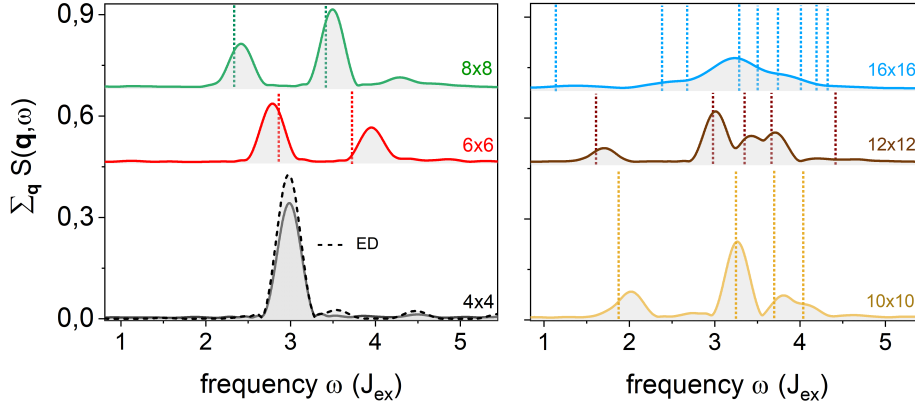 0,9
0,6
0,3
0,0
Σq S(q,ω)
8x8
6x6
ED
4x4
1 2 3 4 5
frequency ω (Jex)
16x16
12x12
10x10
1 2 3 4 5
frequency ω (Jex)